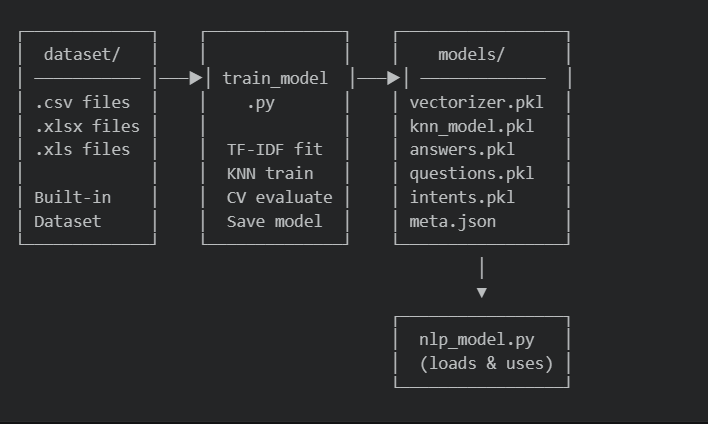 dataset/
.csv files
.xlsx files
.xls files
Built-in
Dataset
train_model
.py
TF-IDF fit
KNN train
CV evaluate
Save model
models/
vectorizer.pkl
knn_model.pkl
answers.pkl
questions.pkl
intents.pkl
meta.json
nlp_model.py
(loads & uses)